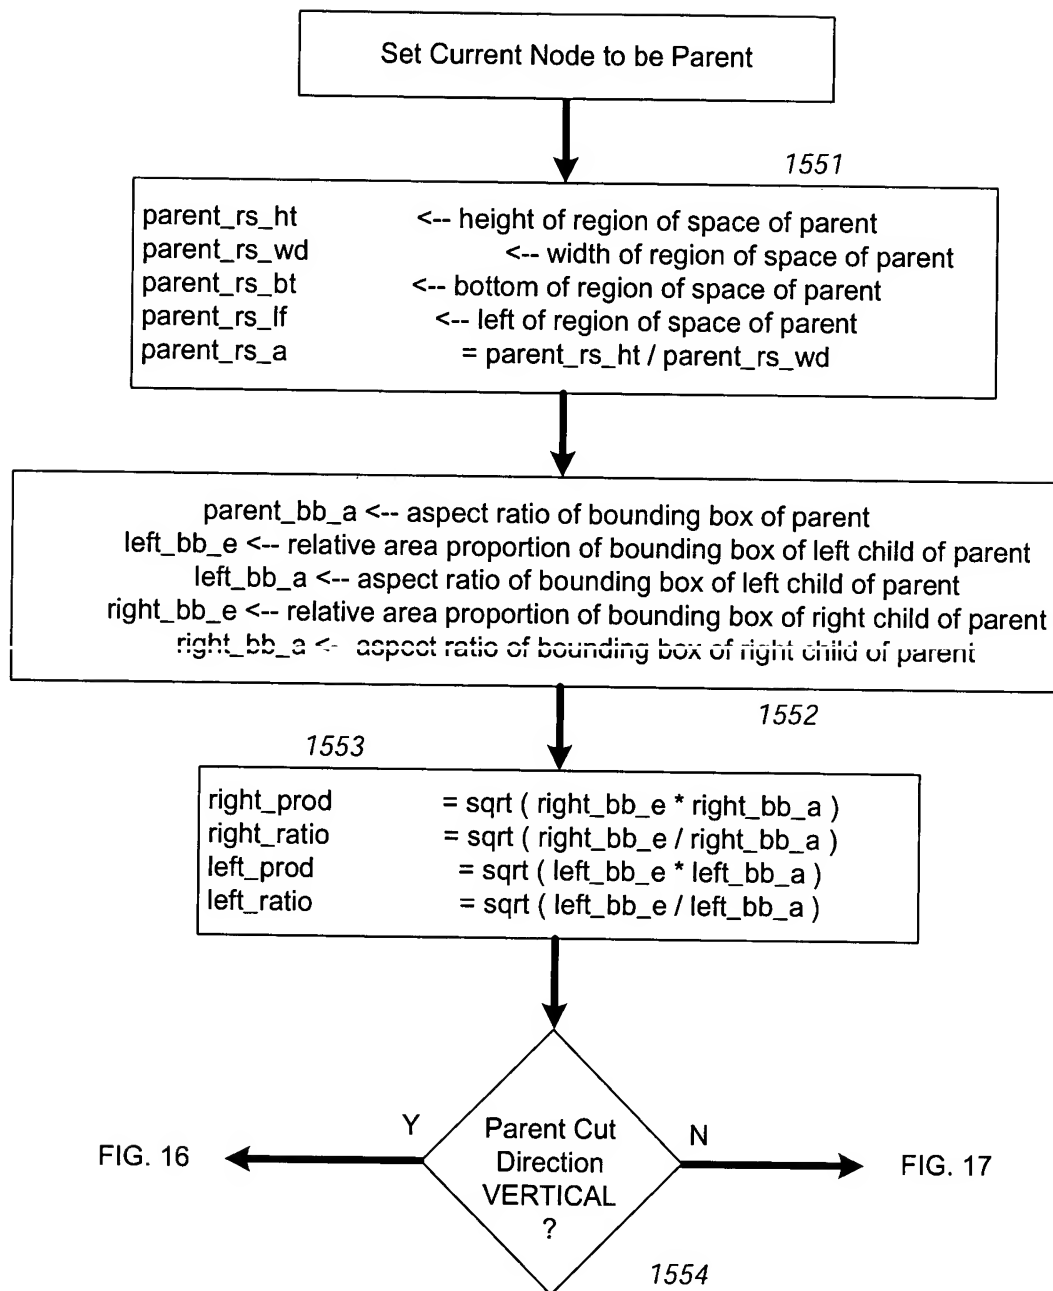 Set Current Node to be Parent
1551
parent_rs_ht <-- height of region of space of parent
parent_rs_wd <-- width of region of space of parent
parent_rs_bt <-- bottom of region of space of parent
parent_rs_lf <-- left of region of space of parent
parent_rs_a = parent_rs_ht / parent_rs_wd
parent_bb_a <-- aspect ratio of bounding box of parent
left_bb_e <-- relative area proportion of bounding box of left child of parent
left_bb_a <-- aspect ratio of bounding box of left child of parent
right_bb_e <-- relative area proportion of bounding box of right child of parent
right_bb_a <-- aspect ratio of bounding box of right child of parent
1552
1553
right_prod = sqrt ( right_bb_e * right_bb_a )
right_ratio = sqrt ( right_bb_e / right_bb_a )
left_prod = sqrt ( left_bb_e * left_bb_a )
left_ratio = sqrt ( left_bb_e / left_bb_a )
Y
N
Parent Cut
Direction
VERTICAL
?
FIG. 16
FIG. 17
1554